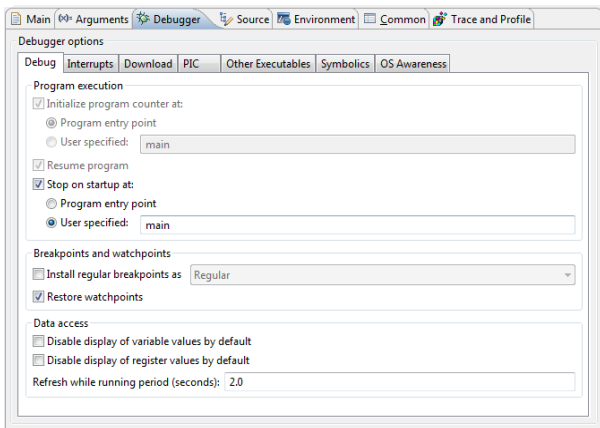 Main (x)= Arguments Debugger Source Environment Common Trace and Profile
Debugger options
Debug Interrupts Download PIC Other Executables Symbolics OS Awareness
Program execution
Initialize program counter at:
Program entry point
User specified: main
Resume program
Stop on startup at:
Program entry point
User specified: main
Breakpoints and watchpoints
Install regular breakpoints as Regular
Restore watchpoints
Data access
Disable display of variable values by default
Disable display of register values by default
Refresh while running period (seconds): 2.0